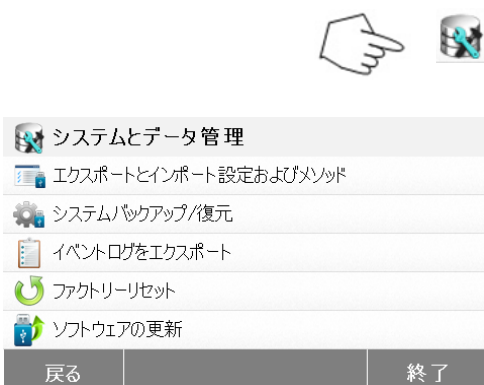 システムとデータ管理
エクスポートとインポート設定およびメソッド
システムバックアップ/復元
イベントログをエクスポート
ファクトリーリセット
ソフトウェアの更新
戻る
終了